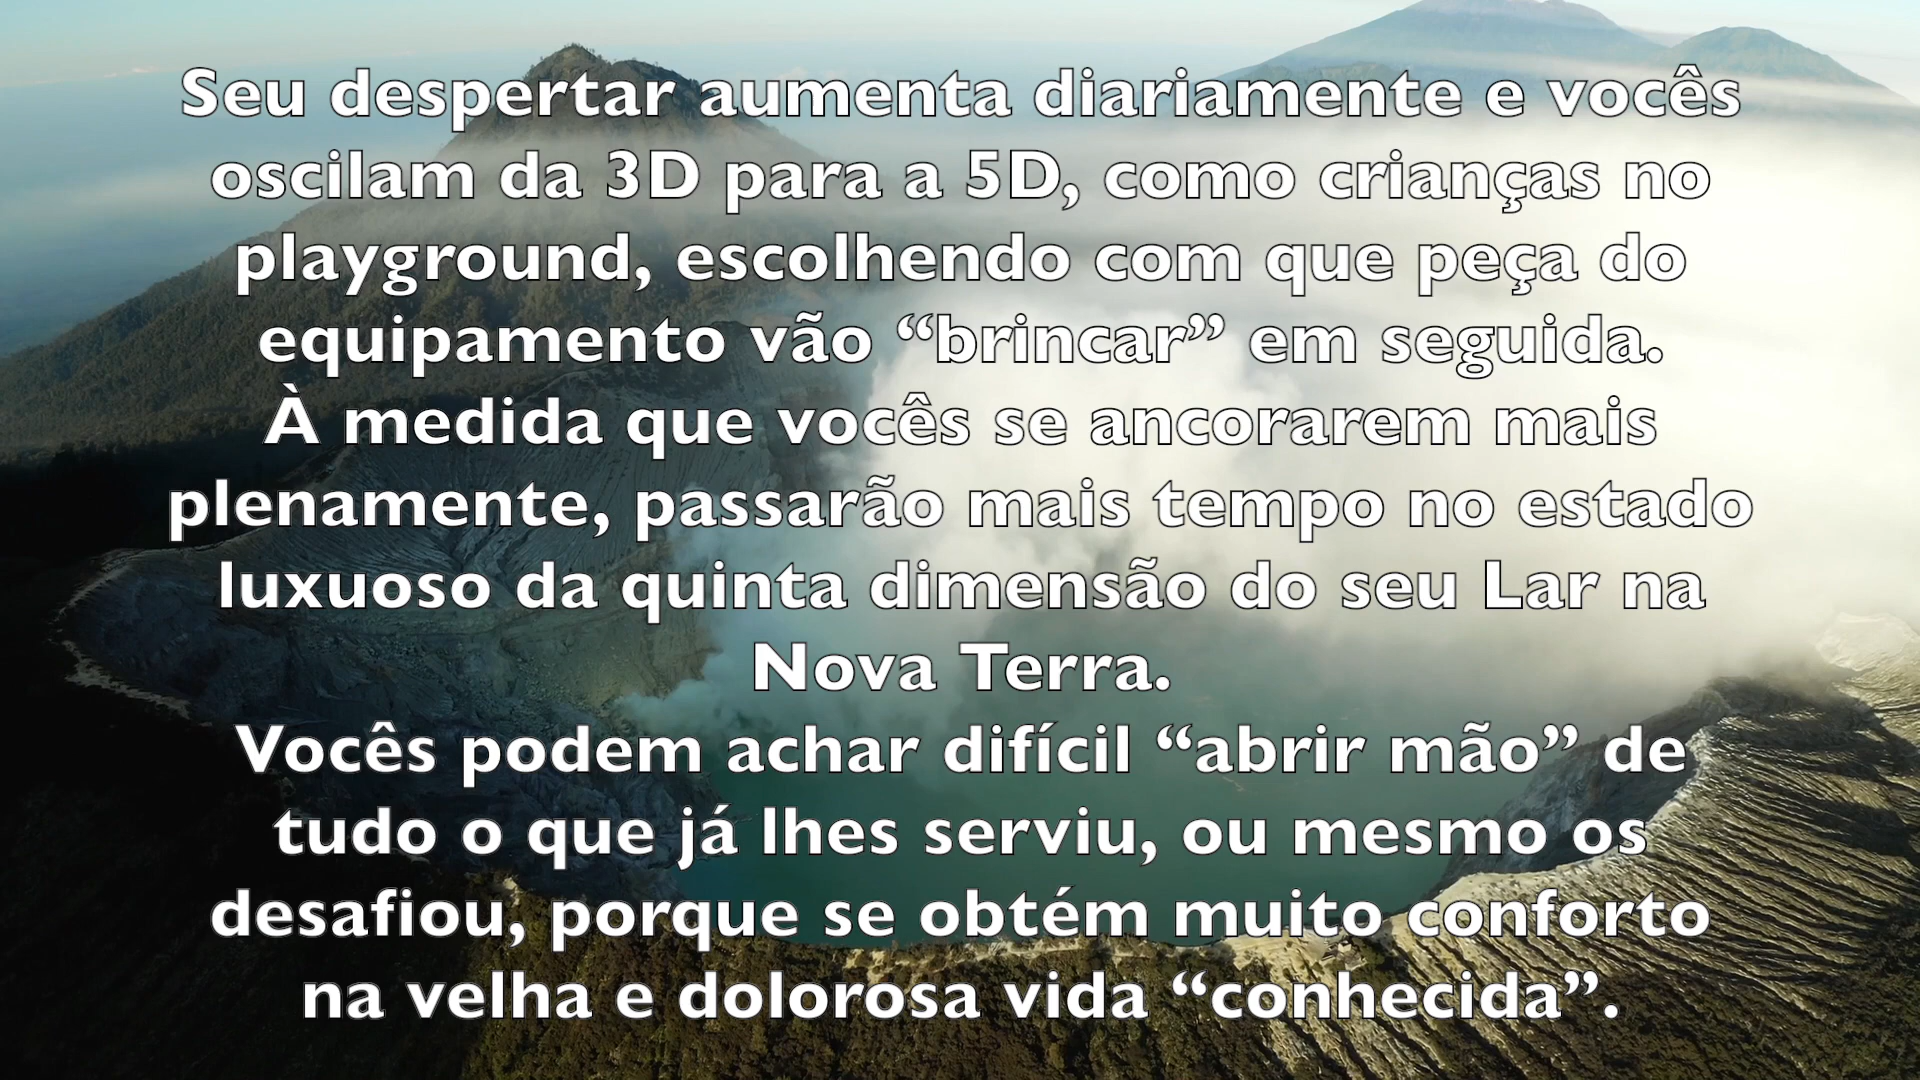 Seu despertar aumenta diariamente e vocês
oscilam da 3D para a 5D, como crianças no
playground, escolhendo com que peça do
equipamento vão “brincar” em seguida.
À medida que vocês se ancorarem mais
plenamente, passarão mais tempo no estado
luxuoso da quinta dimensão do seu Lar na
Nova Terra.
Vocês podem achar difícil “abrir mão” de
tudo o que já lhes serviu, ou mesmo os
desafiou, porque se obtém muito conforto
na velha e dolorosa vida “conhecida”.